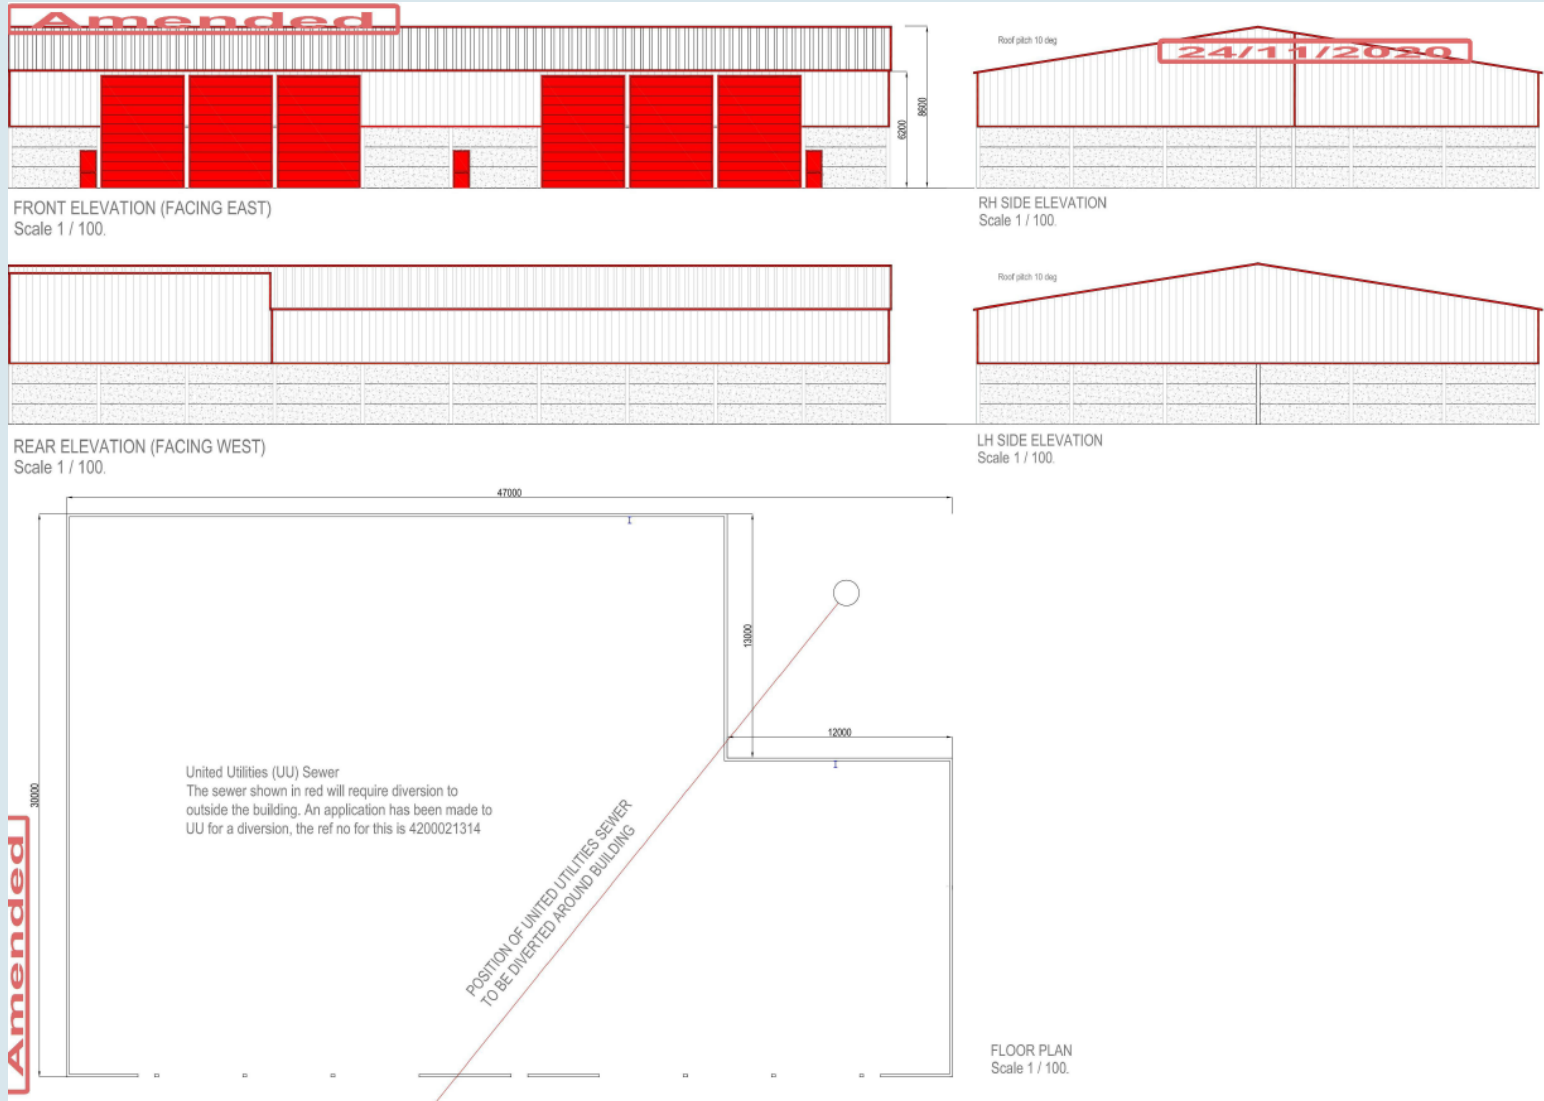 Amended
24/11/2020
Roof pitch 10 deg
6200
8600
FRONT ELEVATION (FACING EAST)
Scale 1 / 100.
RH SIDE ELEVATION
Scale 1 / 100.
Roof pitch 10 deg
REAR ELEVATION (FACING WEST)
Scale 1 / 100.
LH SIDE ELEVATION
Scale 1 / 100.
47000
13000
12000
30000
United Utilities (UU) Sewer
The sewer shown in red will require diversion to
outside the building. An application has been made to
UU for a diversion, the ref no for this is 4200021314
POSITION OF UNITED UTILITIES SEWER
TO BE DIVERTED AROUND BUILDING
Amended
FLOOR PLAN
Scale 1 / 100.